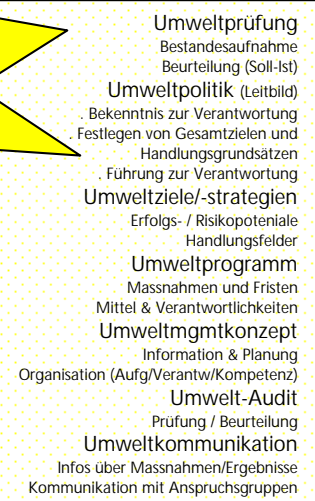 Umweltprüfung
Bestandesaufnahme
Beurteilung (Soll-Ist)
Umweltpolitik (Leitbild)
. Bekenntnis zur Verantwortung
. Festlegen von Gesamtzielen und
Handlungsgrundsätzen
. Führung zur Verantwortung
Umweltziele/-strategien
Erfolgs- / Risikopoteniale
Handlungsfelder
Umweltprogramm
Massnahmen und Fristen
Mittel & Verantwortlichkeiten
Umweltmgmtkonzept
Information & Planung
Organisation (Aufg/Verantw/Kompetenz)
Umwelt-Audit
Prüfung / Beurteilung
Umweltkommunikation
Infos über Massnahmen/Ergebnisse
Kommunikation mit Anspruchsgruppen